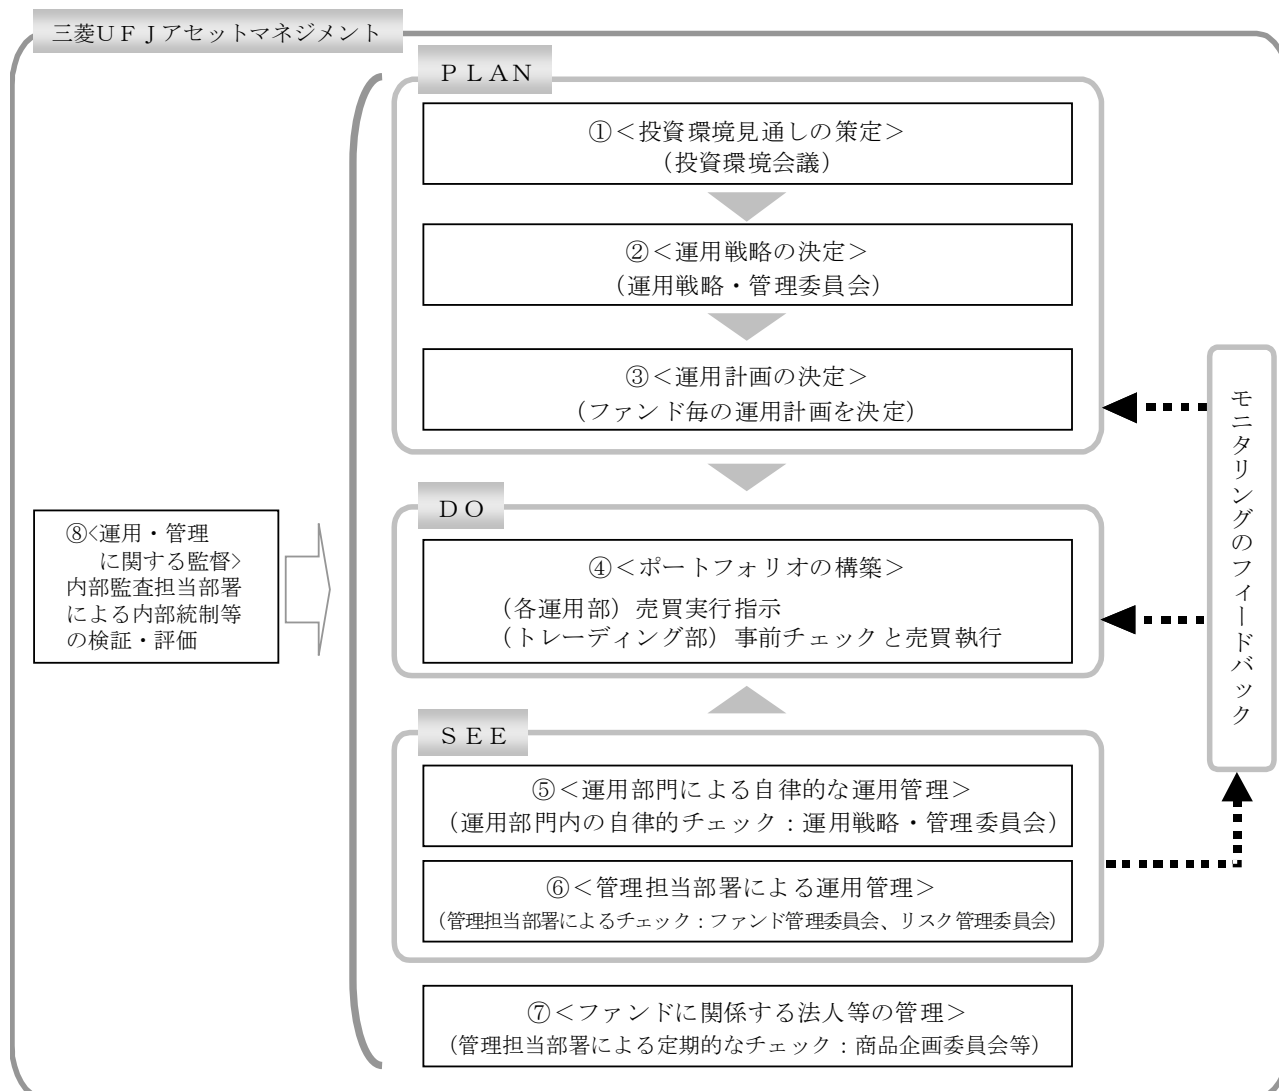 三菱ＵＦＪアセットマネジメント
ＰＬＡＮ
①＜投資環境見通しの策定＞
（投資環境会議）
②＜運用戦略の決定＞
（運用戦略・管理委員会）
③＜運用計画の決定＞
（ファンド毎の運用計画を決定）
ＤＯ
④＜ポートフォリオの構築＞
（各運用部）売買実行指示
（トレーディング部）事前チェックと売買執行
ＳＥＥ
⑤＜運用部門による自律的な運用管理＞
（運用部門内の自律的チェック：運用戦略・管理委員会）
⑥＜管理担当部署による運用管理＞
（管理担当部署によるチェック：ファンド管理委員会、リスク管理委員会）
⑦＜ファンドに関係する法人等の管理＞
（管理担当部署による定期的なチェック：商品企画委員会等）
⑧<運用・管理
に関する監督>
内部監査担当部署
による内部統制等
の検証・評価
モニタリングのフィードバック